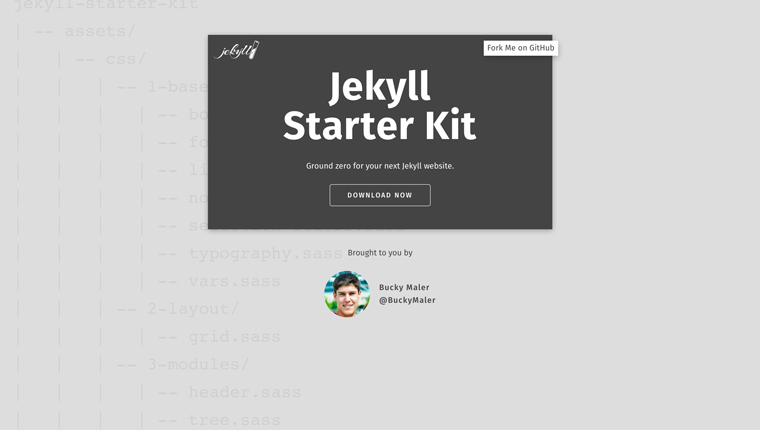 jekyll-starter-kit
| -- assets/
| | -- css/
| | | -- 1-base
| | | | -- bo
| | | | -- fo
| | | | -- li
| | | | -- no
| | | | -- se
| | | | -- typography.sass
| | | | -- vars.sass
| | | -- 2-layout/
| | | | -- grid.sass
| | | -- 3-modules/
| | | | -- header.sass
| | | | -- tree.sass
jekyll
Fork Me on GitHub
Jekyll
Starter Kit
Ground zero for your next Jekyll website.
DOWNLOAD NOW
Brought to you by
Bucky Maler
@BuckyMaler